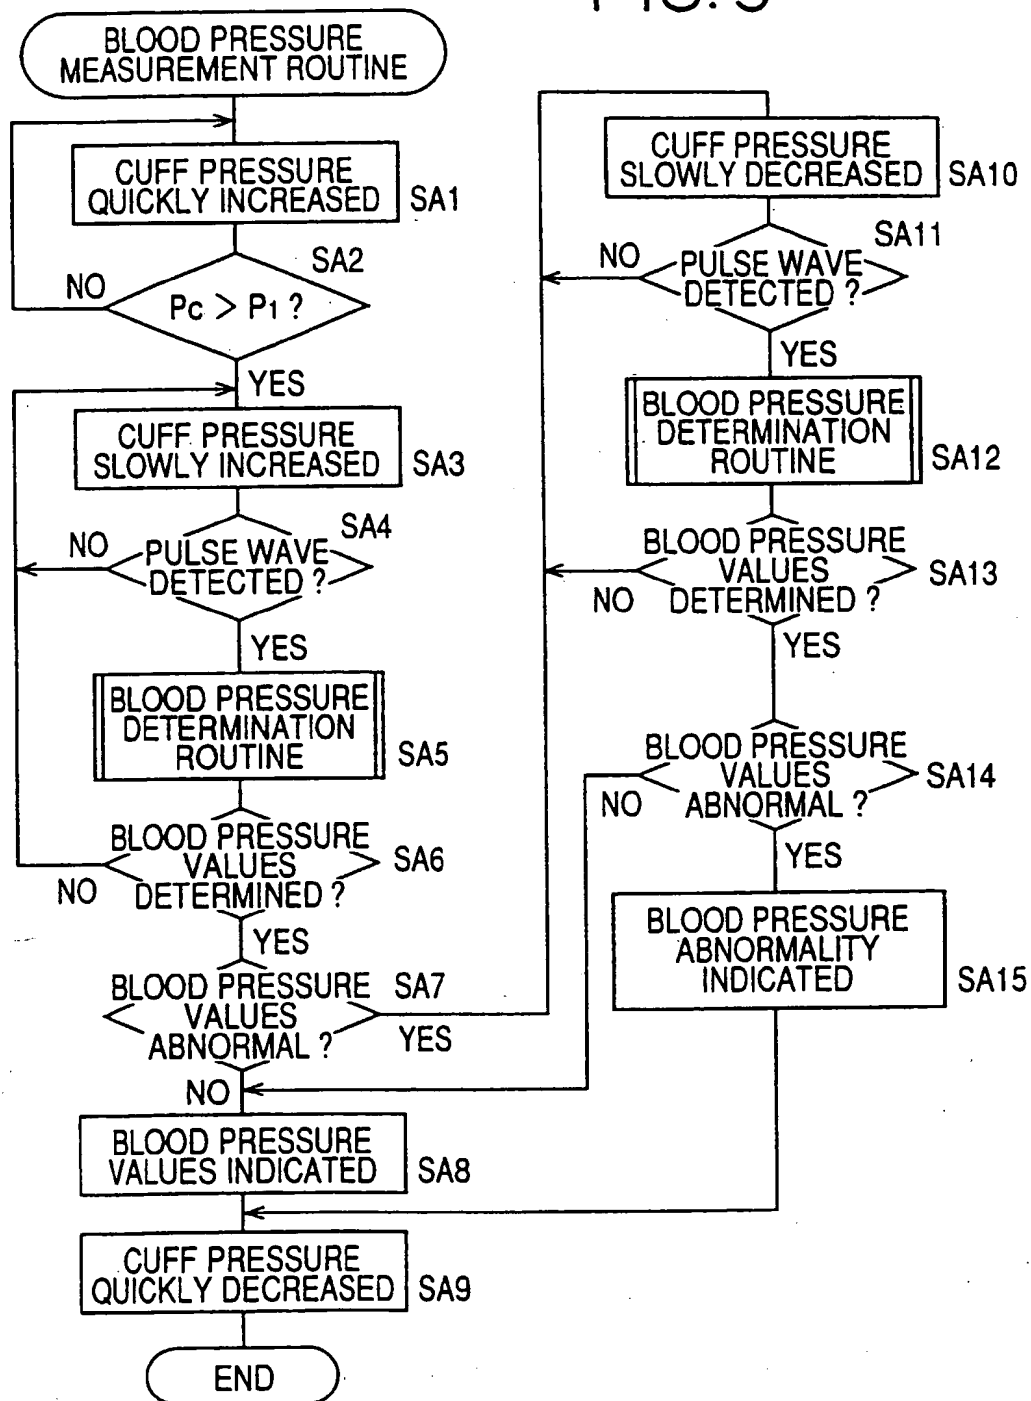 BLOOD PRESSURE
MEASUREMENT ROUTINE
CUFF PRESSURE
QUICKLY INCREASED
SA1
SA2
NO
Pc > P1 ?
YES
CUFF PRESSURE
SLOWLY INCREASED
SA3
SA4
NO
PULSE WAVE
DETECTED ?
YES
BLOOD PRESSURE
DETERMINATION
ROUTINE
SA5
BLOOD PRESSURE
VALUES
DETERMINED ?
SA6
NO
YES
BLOOD PRESSURE
VALUES
ABNORMAL ?
SA7
YES
NO
BLOOD PRESSURE
VALUES INDICATED
SA8
CUFF PRESSURE
QUICKLY DECREASED
SA9
END
CUFF PRESSURE
SLOWLY DECREASED
SA10
SA11
NO
PULSE WAVE
DETECTED ?
YES
BLOOD PRESSURE
DETERMINATION
ROUTINE
SA12
BLOOD PRESSURE
VALUES
DETERMINED ?
SA13
NO
YES
BLOOD PRESSURE
VALUES
ABNORMAL ?
SA14
NO
YES
BLOOD PRESSURE
ABNORMALITY
INDICATED
SA15